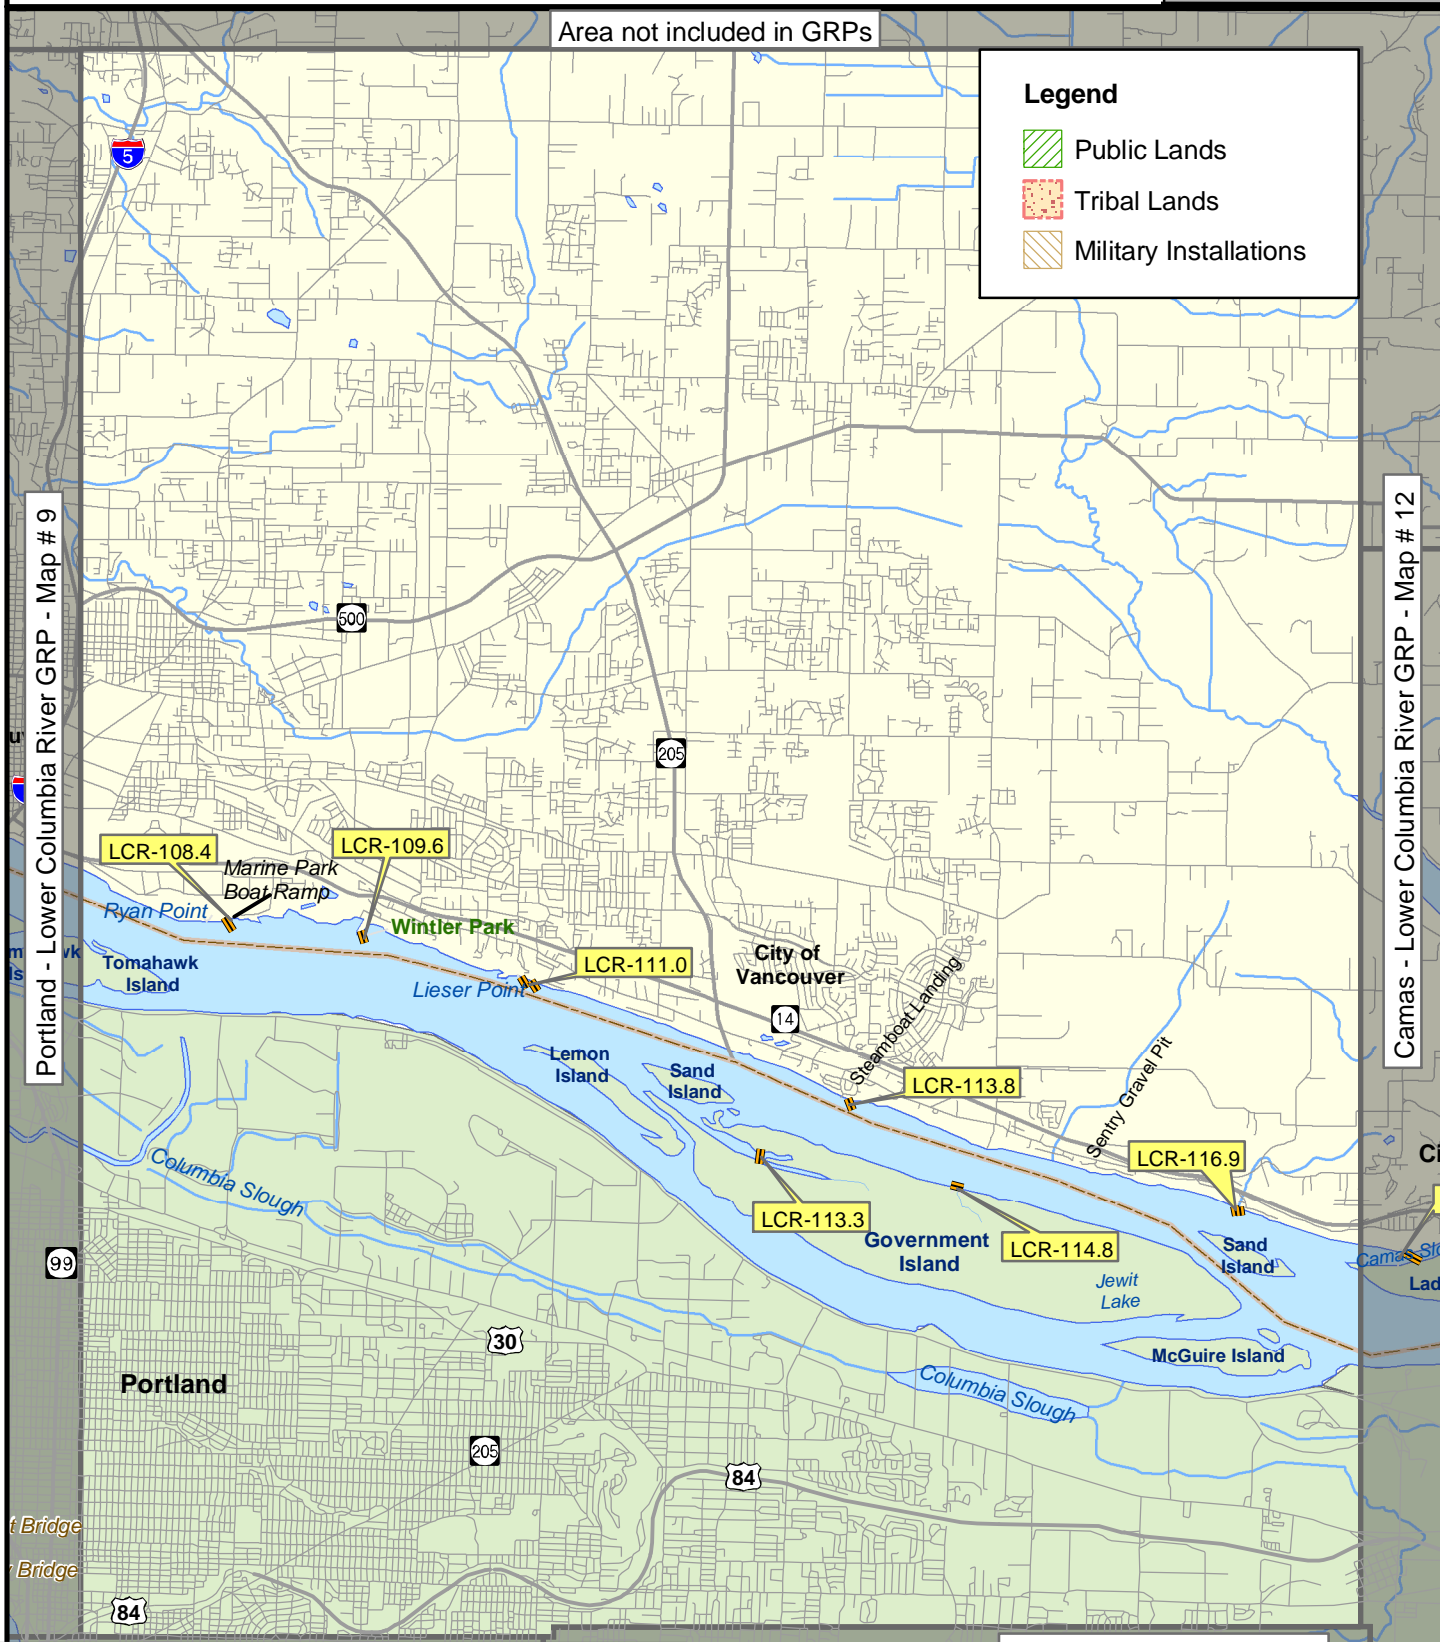 Area not included in GRPs
Legend
Public Lands
Tribal Lands
Military Installations
5
Portland - Lower Columbia River GRP - Map # 9
Camas - Lower Columbia River GRP - Map # 12
500
205
LCR-108.4
LCR-109.6
Marine Park
Boat Ramp
Ryan Point
Wintler Park
Tomahawk
Island
LCR-111.0
Lieser Point
City of
Vancouver
14
Steamboat Landing
Lemon
Island
Sand
Island
LCR-113.8
Sentry Gravel Pit
LCR-116.9
Columbia Slough
LCR-113.3
Government
Island
LCR-114.8
Sand
Island
Jewit
Lake
99
30
McGuire Island
Portland
Columbia Slough
205
84
t Bridge
Bridge
84